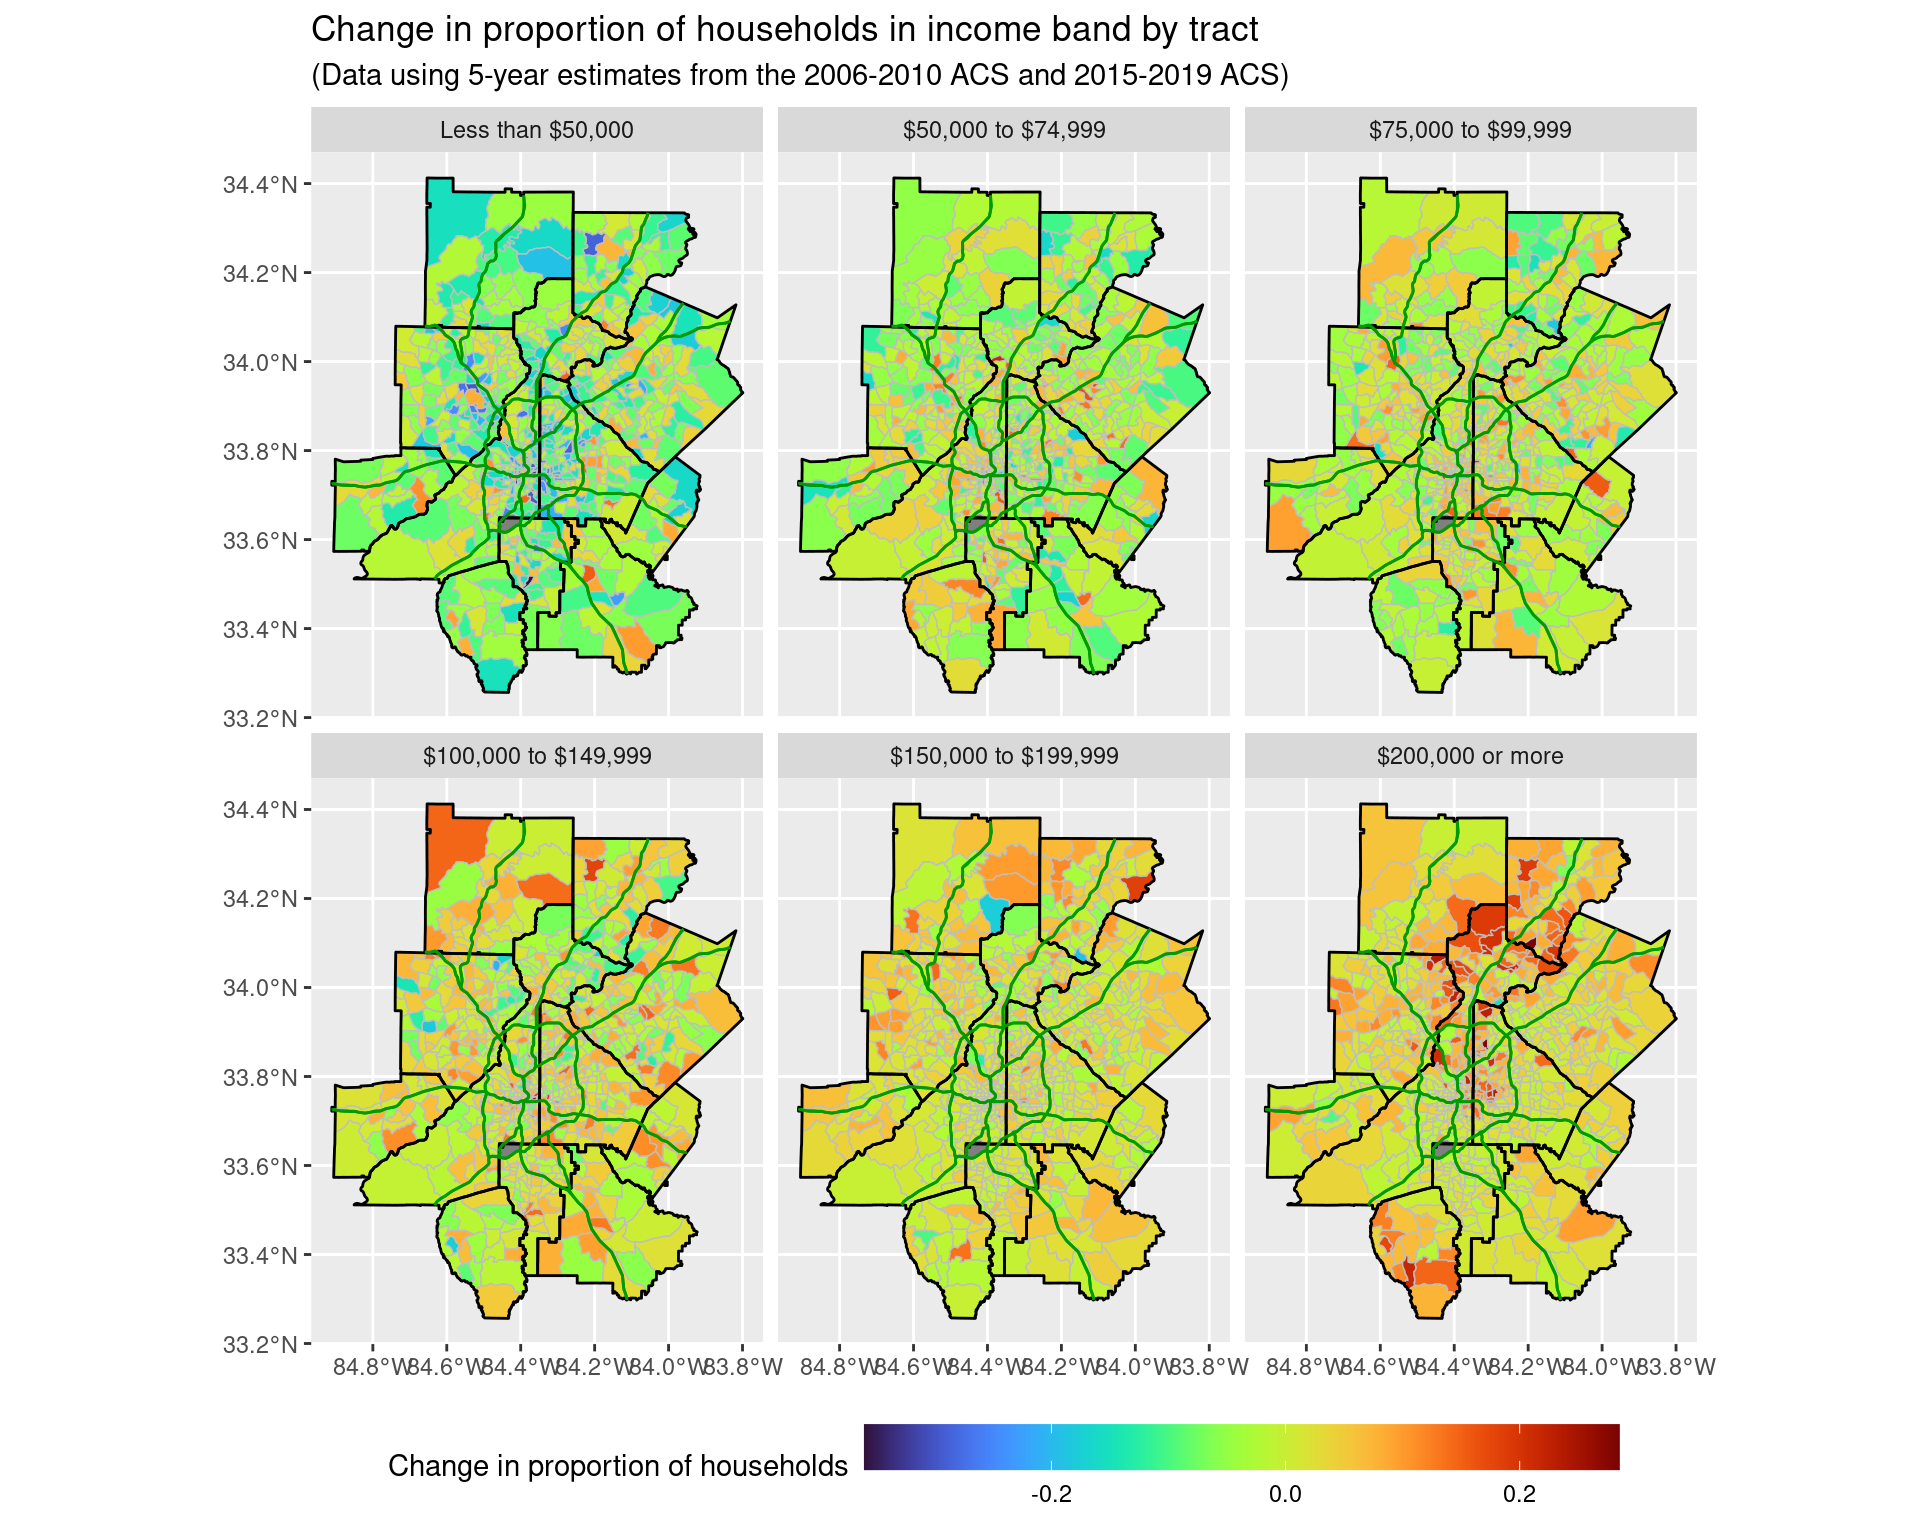 Change in proportion of households in income band by tract
(Data using 5-year estimates from the 2006-2010 ACS and 2015-2019 ACS)
Less than $50,000
$50,000 to $74,999
$75,000 to $99,999
34.4°N
34.2°N
34.0°N
33.8°N
33.6°N
33.4°N
33.2°N
$100,000 to $149,999
$150,000 to $199,999
$200,000 or more
34.4°N
34.2°N
34.0°N
33.8°N
33.6°N
33.4°N
33.2°N
84.8°W 84.6°W 84.4°W 84.2°W 84.0°W 83.8°W 84.8°W 84.6°W 84.4°W 84.2°W 84.0°W 83.8°W 84.8°W 84.6°W 84.4°W 84.2°W 84.0°W 83.8°W
Change in proportion of households
-0.2 0.0 0.2